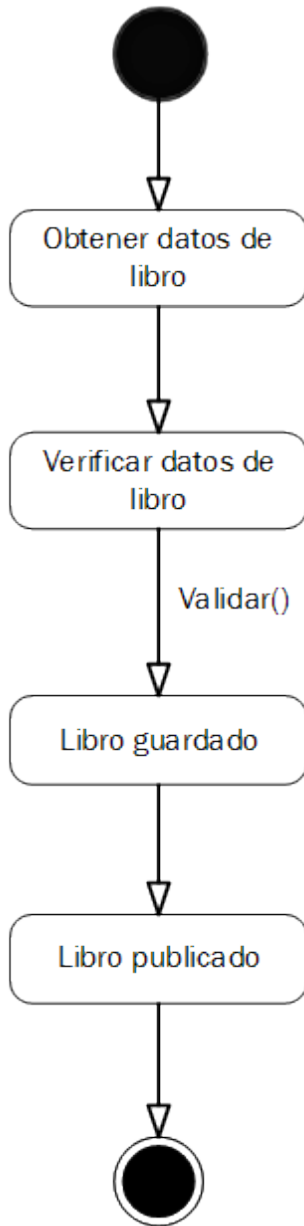 Obtener datos de
libro
Verificar datos de
libro
Validar()
Libro guardado
Libro publicado